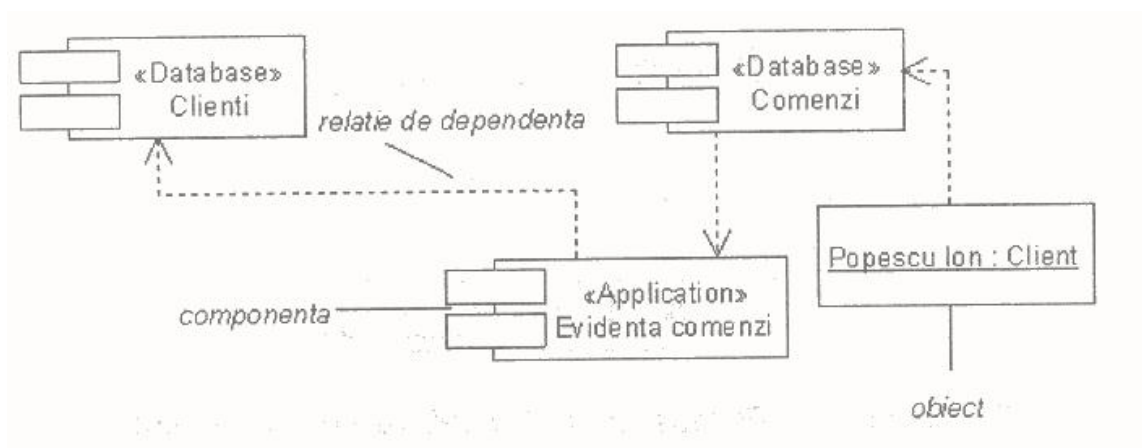 «Database»
Clienti
«Database»
Comenzi
relatie de dependenta
Popescu Ion : Client
«Application»
Evidenta comenzi
componenta
obiect